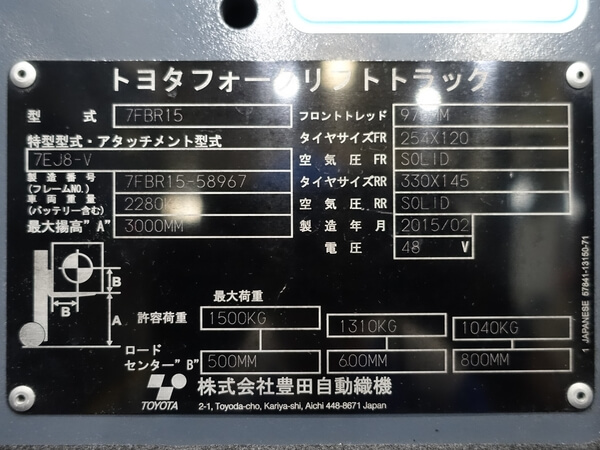 トヨタフォークリフトトラック
型 式 7FBR15
特型型式・アタッチメント型式
7EJ8-V
製造番号
(フレームNO.) 7FBR15-58967
車両重量
(バッテリー含む) 2280
最大揚高"A" 3000MM
フロントトレッド MM
タイヤサイズFR 254X120
空気圧 FR SOLID
タイヤサイズRR 330X145
空気圧 RR SOLID
製造年月 2015/02
電圧 48 V
B
B
A
最大荷重
許容荷重 1500KG 1310KG 1040KG
ロード
センター"B" 500MM 600MM 800MM
TOYOTA
株式会社豊田自動織機
2-1, Toyoda-cho, Kariya-shi, Aichi 448-8671 Japan
1 JAPANESE 57841-13150-71